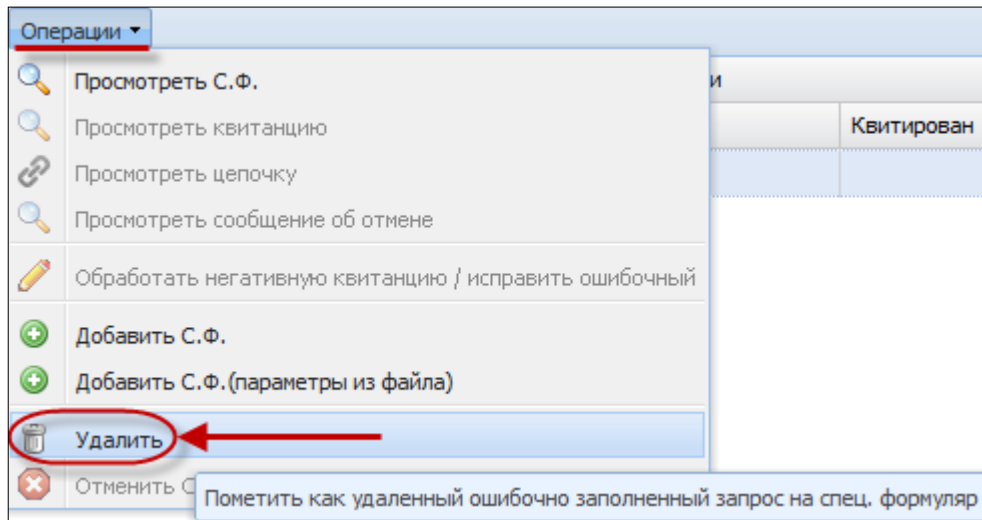 Операции
Просмотреть С.Ф.
и
Просмотреть квитанцию
Квитирован
Просмотреть цепочку
Просмотреть сообщение об отмене
Обработать негативную квитанцию / исправить ошибочный
Добавить С.Ф.
Добавить С.Ф.(параметры из файла)
Удалить
Отменить С
Пометить как удаленный ошибочно заполненный запрос на спец. формуляр